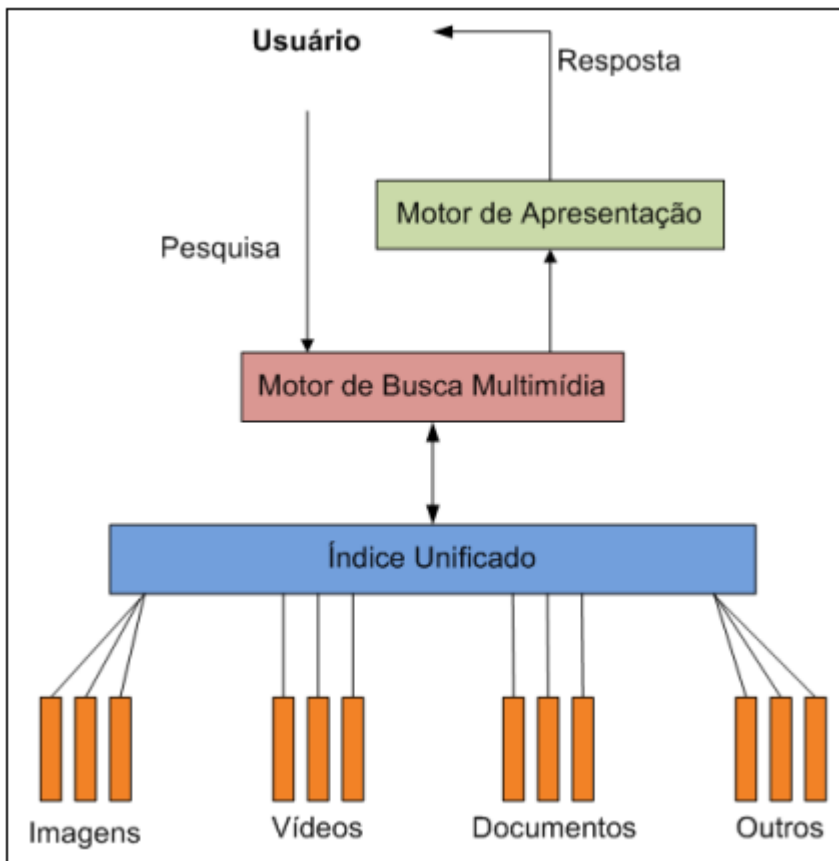 Usuário
Resposta
Motor de Apresentação
Pesquisa
Motor de Busca Multimídia
Índice Unificado
Imagens
Vídeos
Documentos
Outros